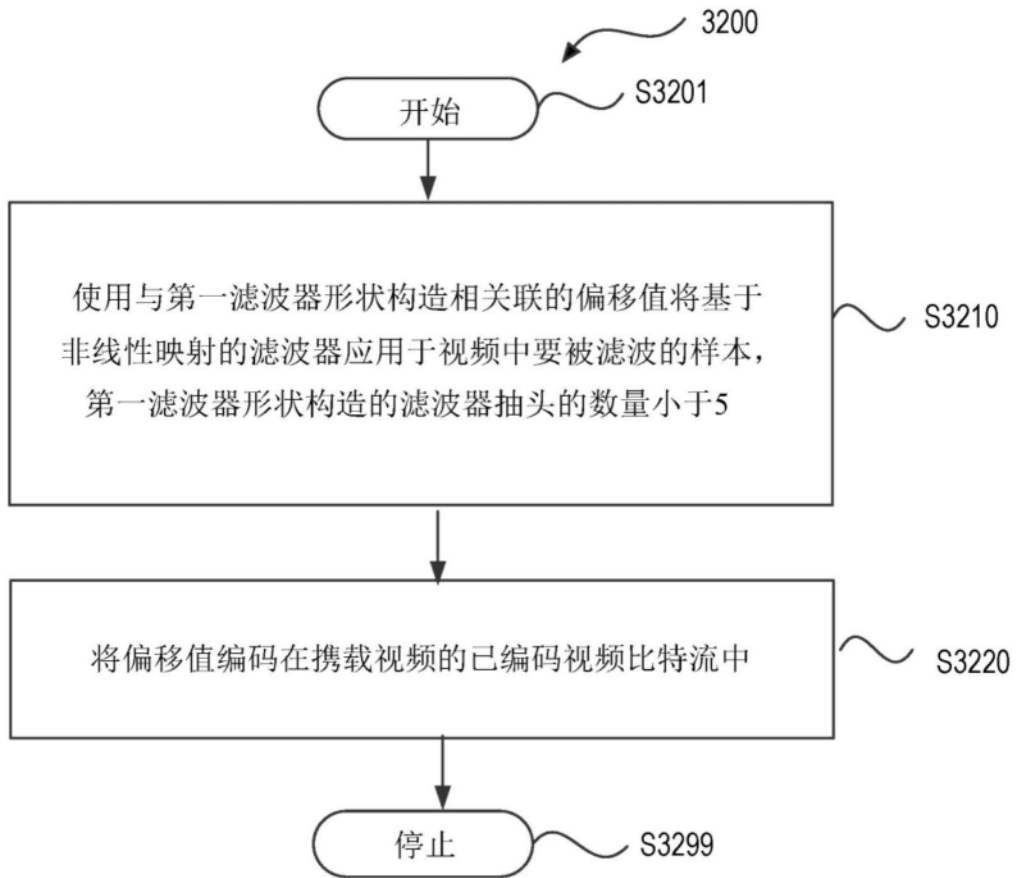 3200
开始
S3201
使用与第一滤波器形状构造相关联的偏移值将基于
非线性映射的滤波器应用于视频中要被滤波的样本，
第一滤波器形状构造的滤波器抽头的数量小于5
S3210
将偏移值编码在携载视频的已编码视频比特流中
S3220
停止
S3299